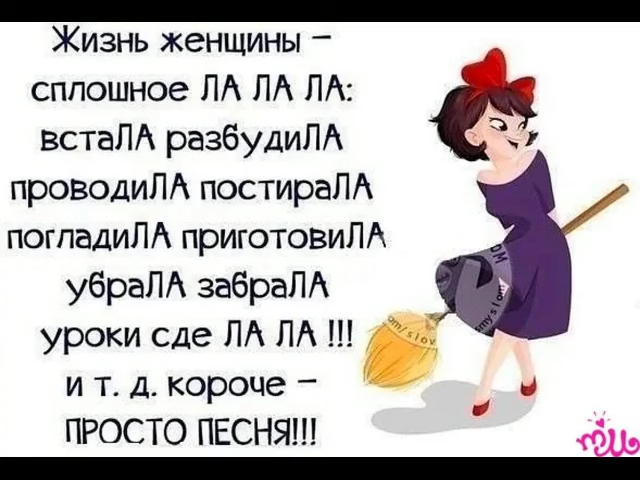 Жизнь женщины –
сплошное ЛА ЛА ЛА:
встаЛА разбудиЛА
проводиЛА постираЛА
погладиЛА приготовиЛА
убраЛА забраЛА
уроки сде ЛА ЛА !!!
и т. д. короче –
ПРОСТО ПЕСНЯ!!!